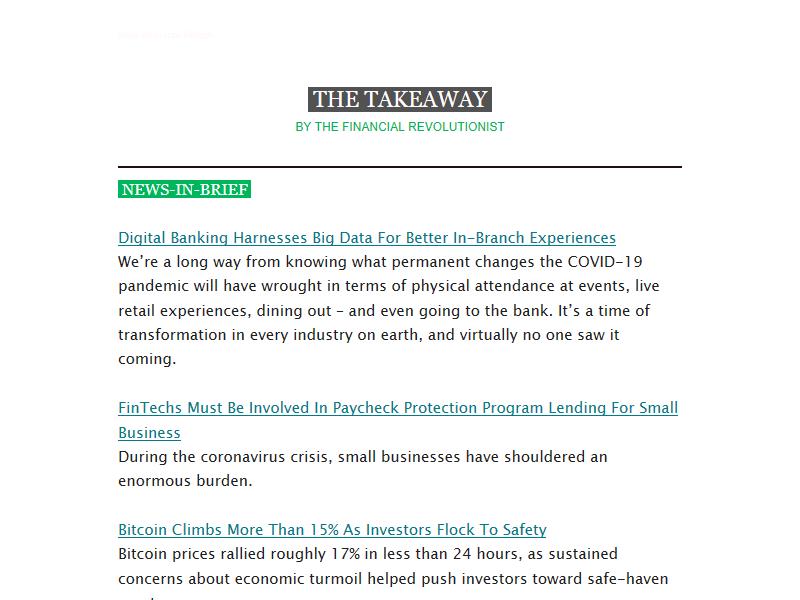 THE TAKEAWAY
BY THE FINANCIAL REVOLUTIONIST
NEWS-IN-BRIEF
Digital Banking Harnesses Big Data For Better In-Branch Experiences
We’re a long way from knowing what permanent changes the COVID-19
pandemic will have wrought in terms of physical attendance at events, live
retail experiences, dining out – and even going to the bank. It’s a time of
transformation in every industry on earth, and virtually no one saw it
coming.
FinTechs Must Be Involved In Paycheck Protection Program Lending For Small
Business
During the coronavirus crisis, small businesses have shouldered an
enormous burden.
Bitcoin Climbs More Than 15% As Investors Flock To Safety
Bitcoin prices rallied roughly 17% in less than 24 hours, as sustained
concerns about economic turmoil helped push investors toward safe-haven